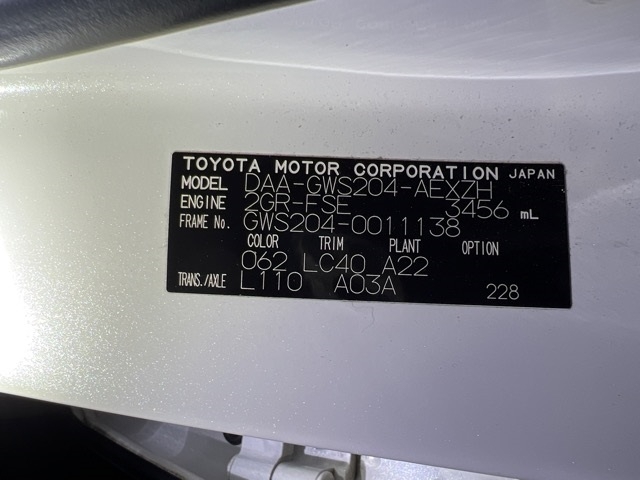 TOYOTA MOTOR CORPORATION JAPAN
MODEL DAA-GWS204-AEXZH
ENGINE 2GR-FSE 3456 mL
FRAME No. GWS204-0011138
COLOR TRIM PLANT OPTION
062 LC40 A22
TRANS./AXLE L110 A03A 228